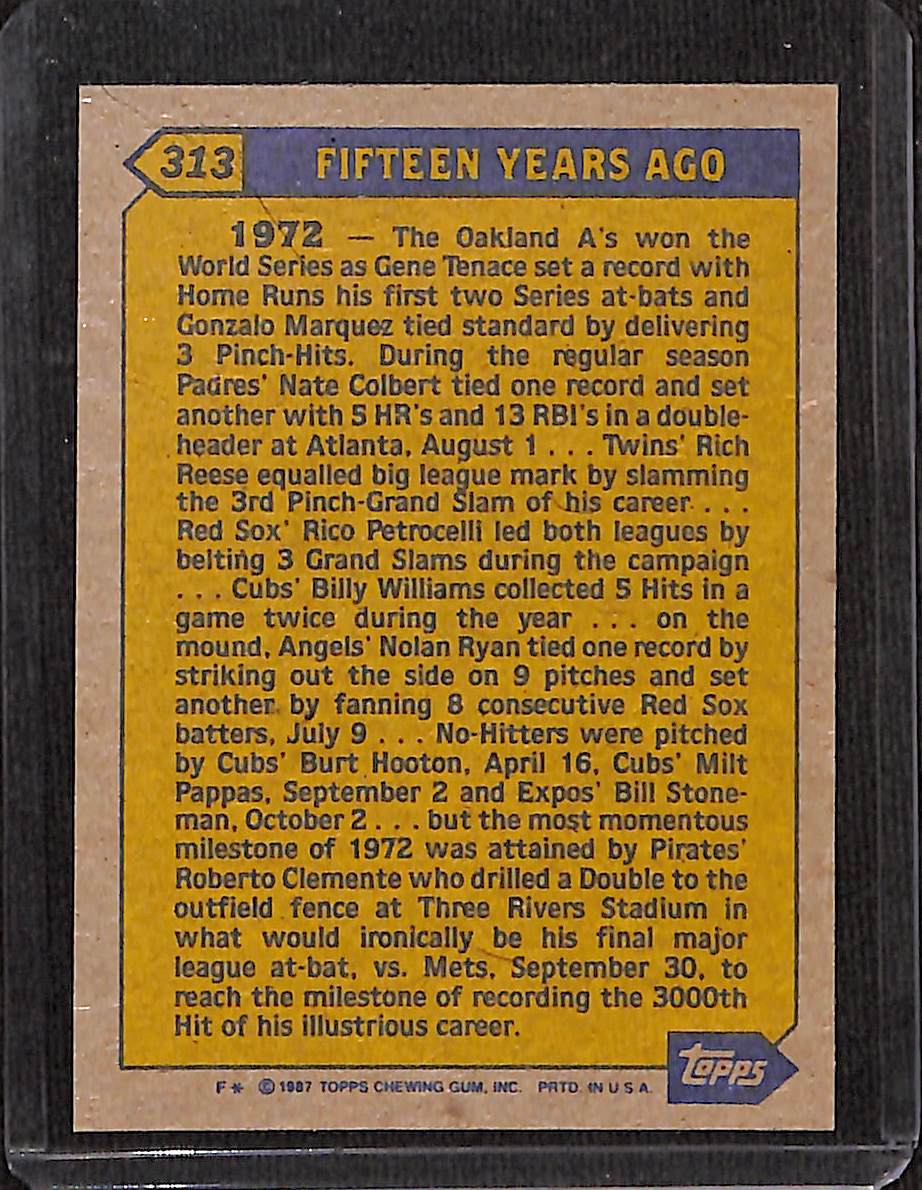 313 FIFTEEN YEARS AGO
1972 — The Oakland A's won the
World Series as Gene Tenace set a record with
Home Runs his first two Series at-bats and
Gonzalo Marquez tied standard by delivering
3 Pinch-Hits. During the regular season
Padres' Nate Colbert tied one record and set
another with 5 HR's and 13 RBI's in a double-
header at Atlanta, August 1 . . . Twins' Rich
Reese equalled big league mark by slamming
the 3rd Pinch-Grand Slam of his career. . . .
Red Sox' Rico Petrocelli led both leagues by
belting 3 Grand Slams during the campaign
. . . Cubs' Billy Williams collected 5 Hits in a
game twice during the year . . . on the
mound, Angels' Nolan Ryan tied one record by
striking out the side on 9 pitches and set
another by fanning 8 consecutive Red Sox
batters, July 9 . . . No-Hitters were pitched
by Cubs' Burt Hooton, April 16, Cubs' Milt
Pappas, September 2 and Expos' Bill Stone-
man, October 2 . . . but the most momentous
milestone of 1972 was attained by Pirates'
Roberto Clemente who drilled a Double to the
outfield fence at Three Rivers Stadium in
what would ironically be his final major
league at-bat, vs. Mets, September 30, to
reach the milestone of recording the 3000th
Hit of his illustrious career.
topps
F* © 1987 TOPPS CHEWING GUM, INC. PRTD. IN U S A.